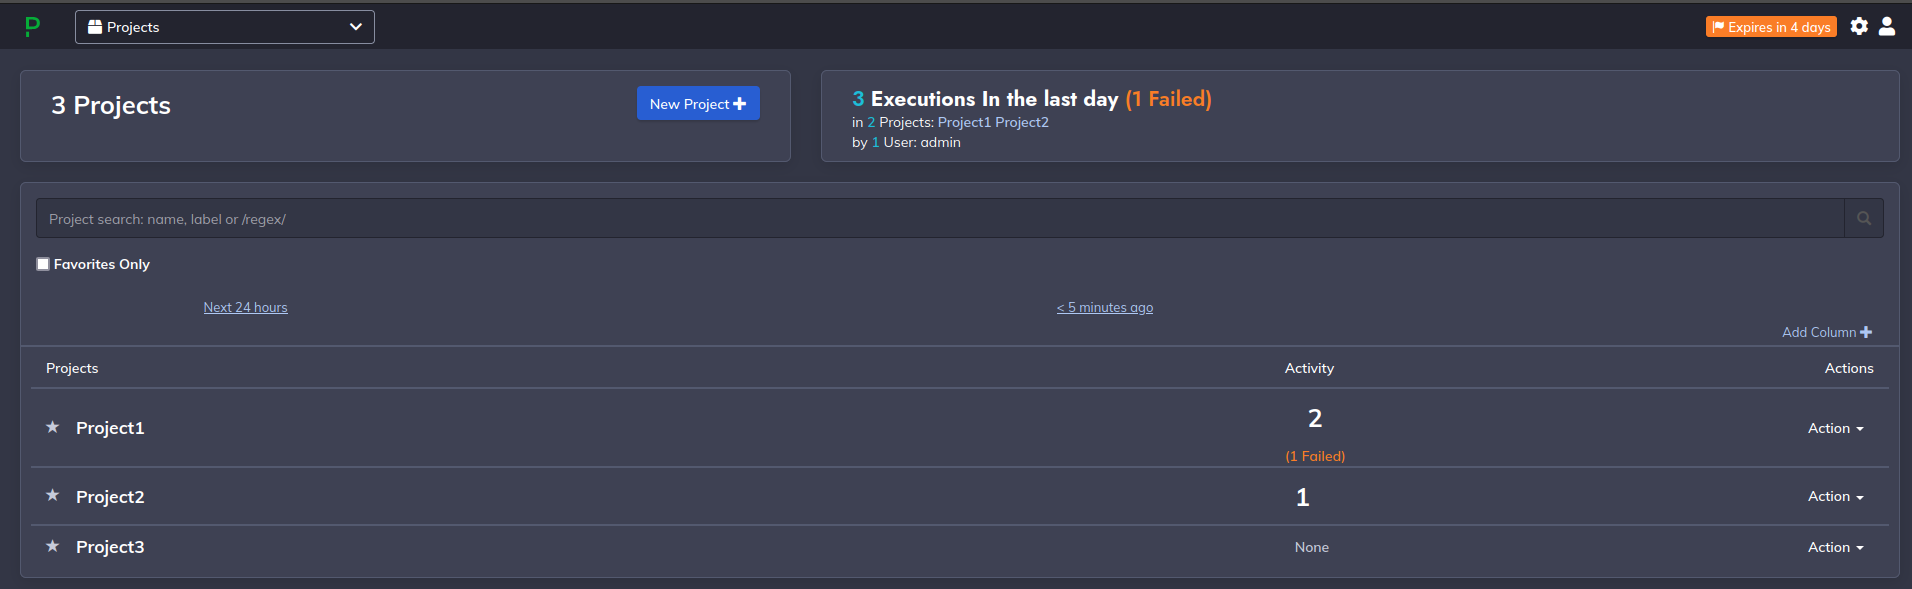 Projects
Expires in 4 days
3 Projects
New Project
3 Executions In the last day (1 Failed)
in 2 Projects: Project1 Project2
by 1 User: admin
Project search: name, label or /regex/
Favorites Only
Next 24 hours
< 5 minutes ago
Add Column
Projects Activity Actions
Project1 2 Action
(1 Failed)
Project2 1 Action
Project3 None Action